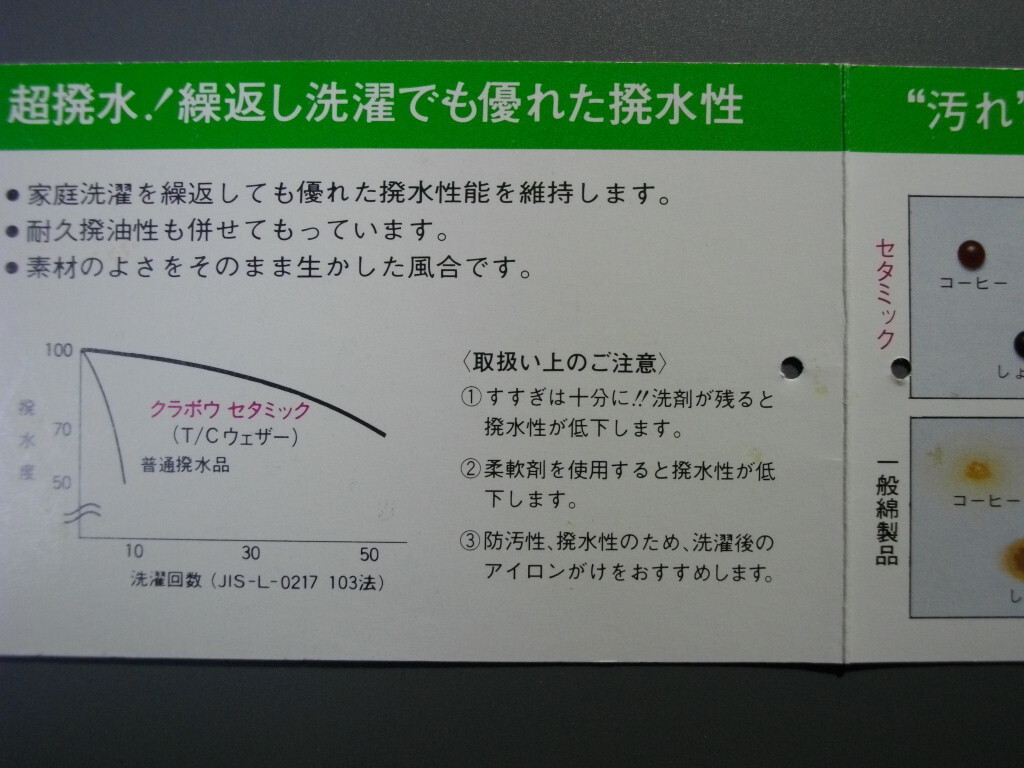 超撥水!繰返し洗濯でも優れた撥水性
●家庭洗濯を繰返しても優れた撥水性能を維持します。
●耐久撥油性も併せてもっています。
●素材のよさをそのまま生かした風合です。
100
70
50
撥水度
クラボウ セタミック
(T/Cウェザー)
普通撥水品
10 30 50
洗濯回数(JIS-L-0217 103法)
〈取扱い上のご注意〉
①すすぎは十分に!!洗剤が残ると
撥水性が低下します。
②柔軟剤を使用すると撥水性が低
下します。
③防汚性、撥水性のため、洗濯後の
アイロンがけをおすすめします。
“汚れ”
セタミック
コーヒー
しょ
一般綿製品
コーヒー
し